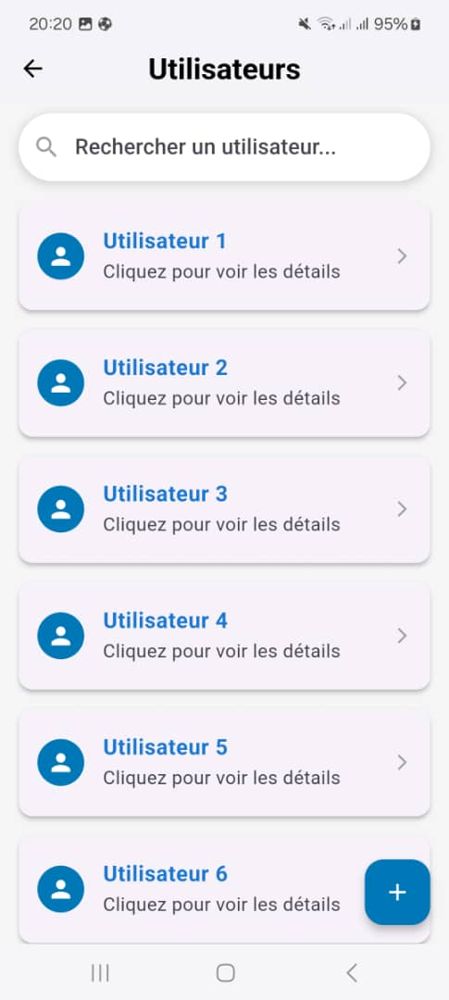 20:20 95%
Utilisateurs
Rechercher un utilisateur...
Utilisateur 1
Cliquez pour voir les détails
Utilisateur 2
Cliquez pour voir les détails
Utilisateur 3
Cliquez pour voir les détails
Utilisateur 4
Cliquez pour voir les détails
Utilisateur 5
Cliquez pour voir les détails
Utilisateur 6
Cliquez pour voir les détails
+